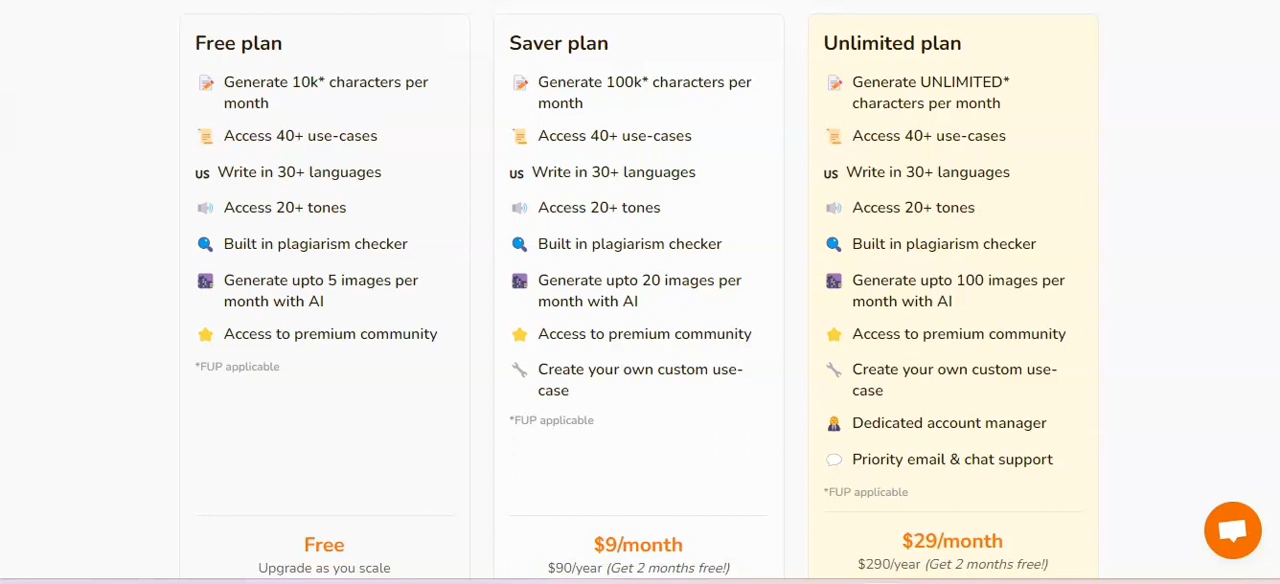 Free plan
Generate 10k* characters per
month
Access 40+ use-cases
US Write in 30+ languages
Access 20+ tones
Built in plagiarism checker
Generate upto 5 images per
month with AI
Access to premium community
*FUP applicable
Free
Upgrade as you scale
Saver plan
Generate 100k* characters per
month
Access 40+ use-cases
US Write in 30+ languages
Access 20+ tones
Built in plagiarism checker
Generate upto 20 images per
month with AI
Access to premium community
Create your own custom use-
case
*FUP applicable
$9/month
$90/year (Get 2 months free!)
Unlimited plan
Generate UNLIMITED*
characters per month
Access 40+ use-cases
US Write in 30+ languages
Access 20+ tones
Built in plagiarism checker
Generate upto 100 images per
month with AI
Access to premium community
Create your own custom use-
case
Dedicated account manager
Priority email & chat support
*FUP applicable
$29/month
$290/year (Get 2 months free!)